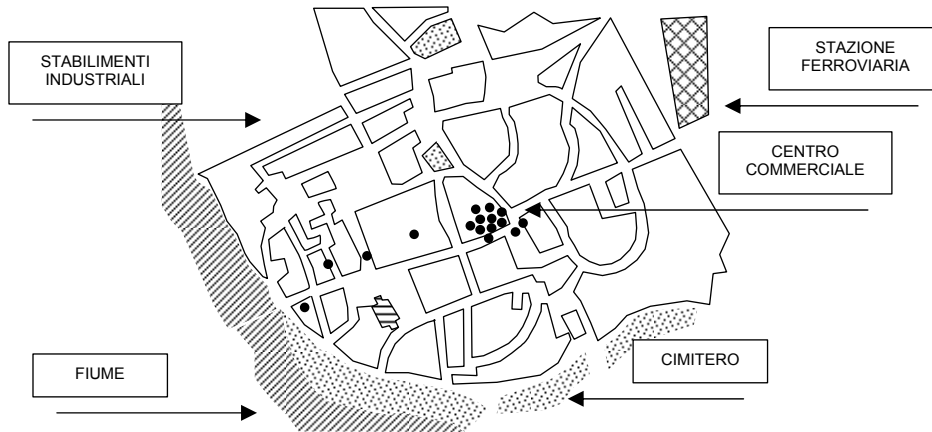 STABILIMENTI
INDUSTRIALI
STAZIONE
FERROVIARIA
CENTRO
COMMERCIALE
FIUME
CIMITERO